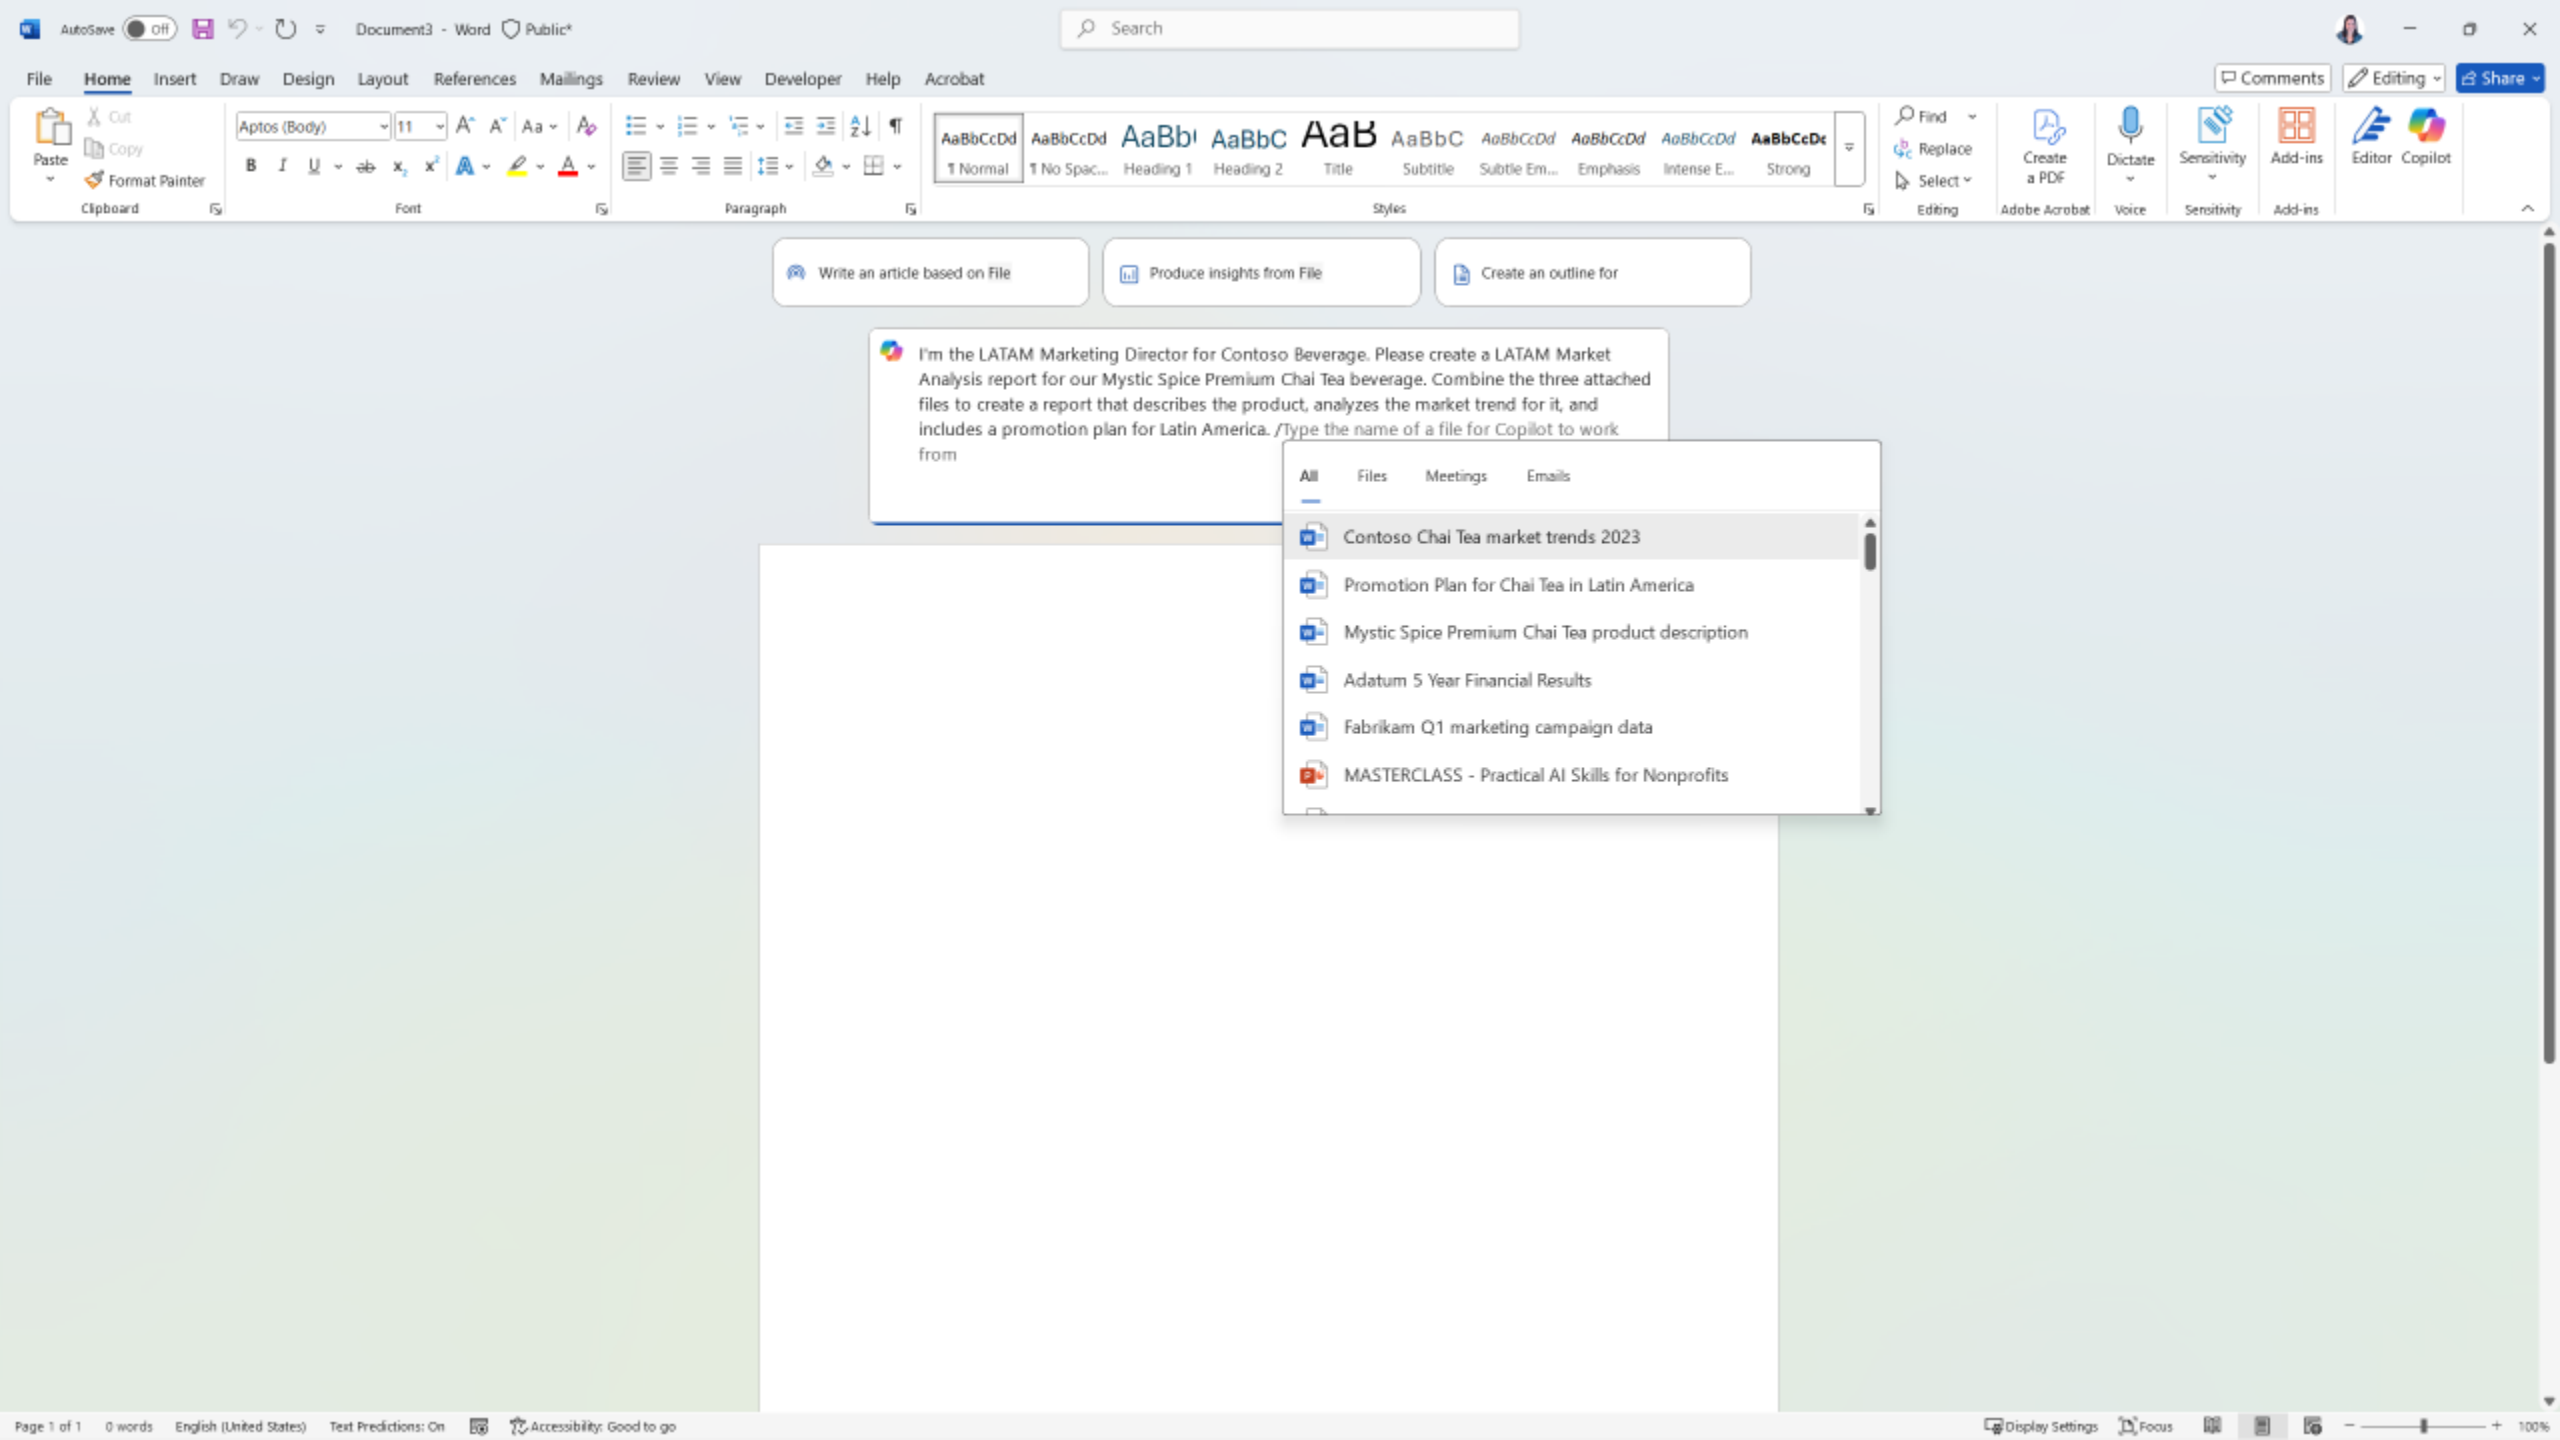 AutoSave Off Document3 - Word Public*
Search
File Home Insert Draw Design Layout References Mailings Review View Developer Help Acrobat
Comments Editing Share
Paste
Cut
Copy
Format Painter
Clipboard
Aptos (Body) 11
Font
Paragraph
AaBbCcDd AaBbCcDd AaBb( AaBbC AaB AaBbC AaBbCcDd AaBbCcDd AaBbCcDd AaBbCcDc
¶ Normal ¶ No Spac... Heading 1 Heading 2 Title Subtitle Subtle Em... Emphasis Intense E... Strong
Styles
Find
Replace
Select
Editing
Create
a PDF
Adobe Acrobat
Dictate
Voice
Sensitivity
Sensitivity
Add-ins
Add-ins
Editor
Copilot
Write an article based on File
Produce insights from File
Create an outline for
I'm the LATAM Marketing Director for Contoso Beverage. Please create a LATAM Market
Analysis report for our Mystic Spice Premium Chai Tea beverage. Combine the three attached
files to create a report that describes the product, analyzes the market trend for it, and
includes a promotion plan for Latin America. /Type the name of a file for Copilot to work
from
All Files Meetings Emails
Contoso Chai Tea market trends 2023
Promotion Plan for Chai Tea in Latin America
Mystic Spice Premium Chai Tea product description
Adatum 5 Year Financial Results
Fabrikam Q1 marketing campaign data
MASTERCLASS - Practical AI Skills for Nonprofits
Page 1 of 1 0 words English (United States) Text Predictions: On Accessibility: Good to go
Display Settings Focus 100%